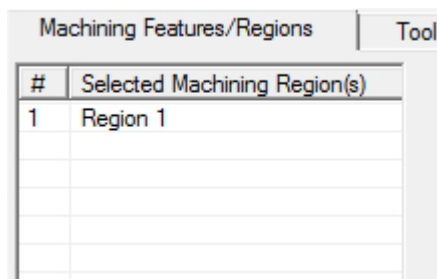 Machining Features/Regions Tool
# Selected Machining Region(s)
1 Region 1